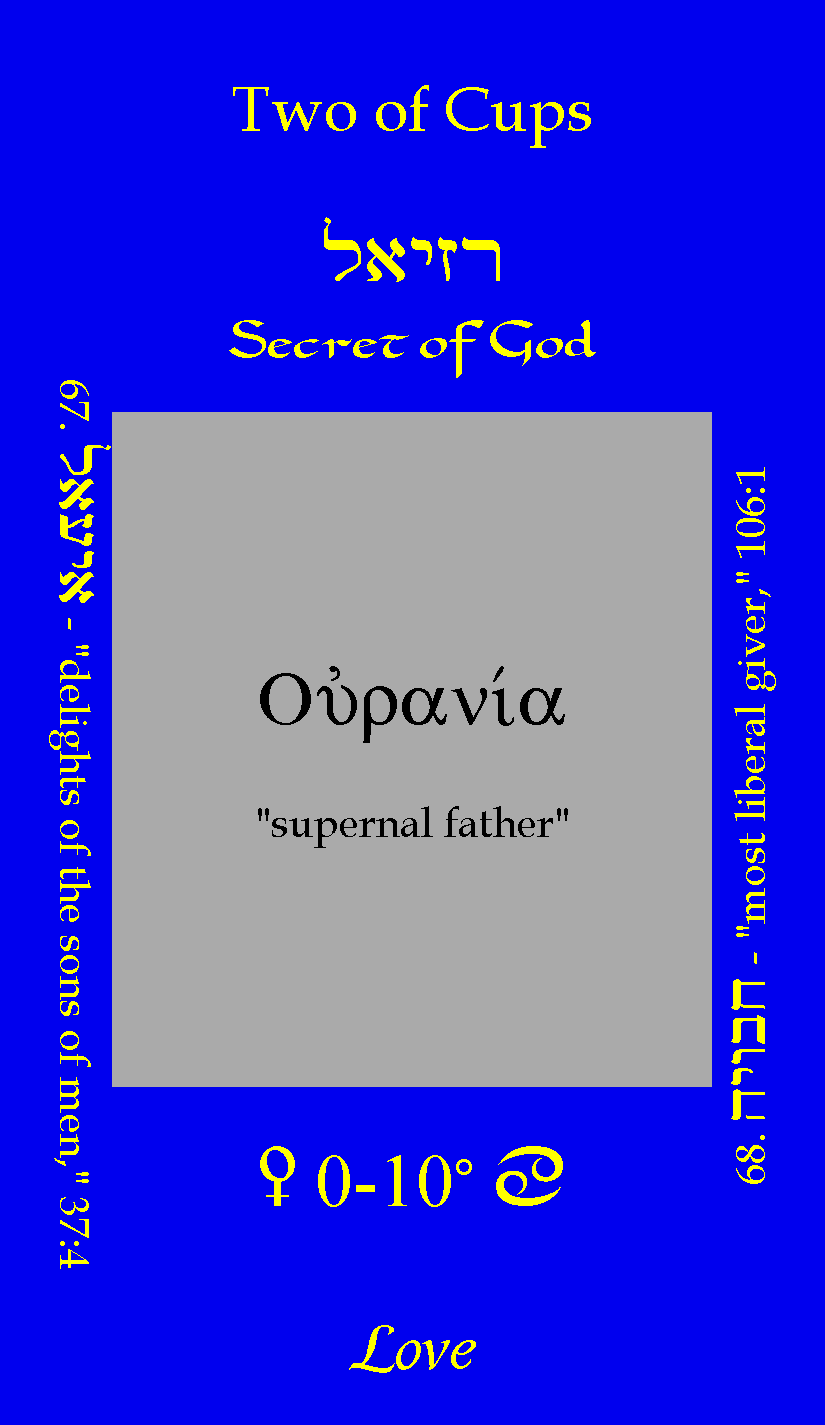 Two of Cups
רזיאל
Secret of God
67. איעאל - "delights of the sons of men," 37:4
Οὐρανία
"supernal father"
68. חבויה - "most liberal giver," 106:1
♀ 0-10° ♋
Love